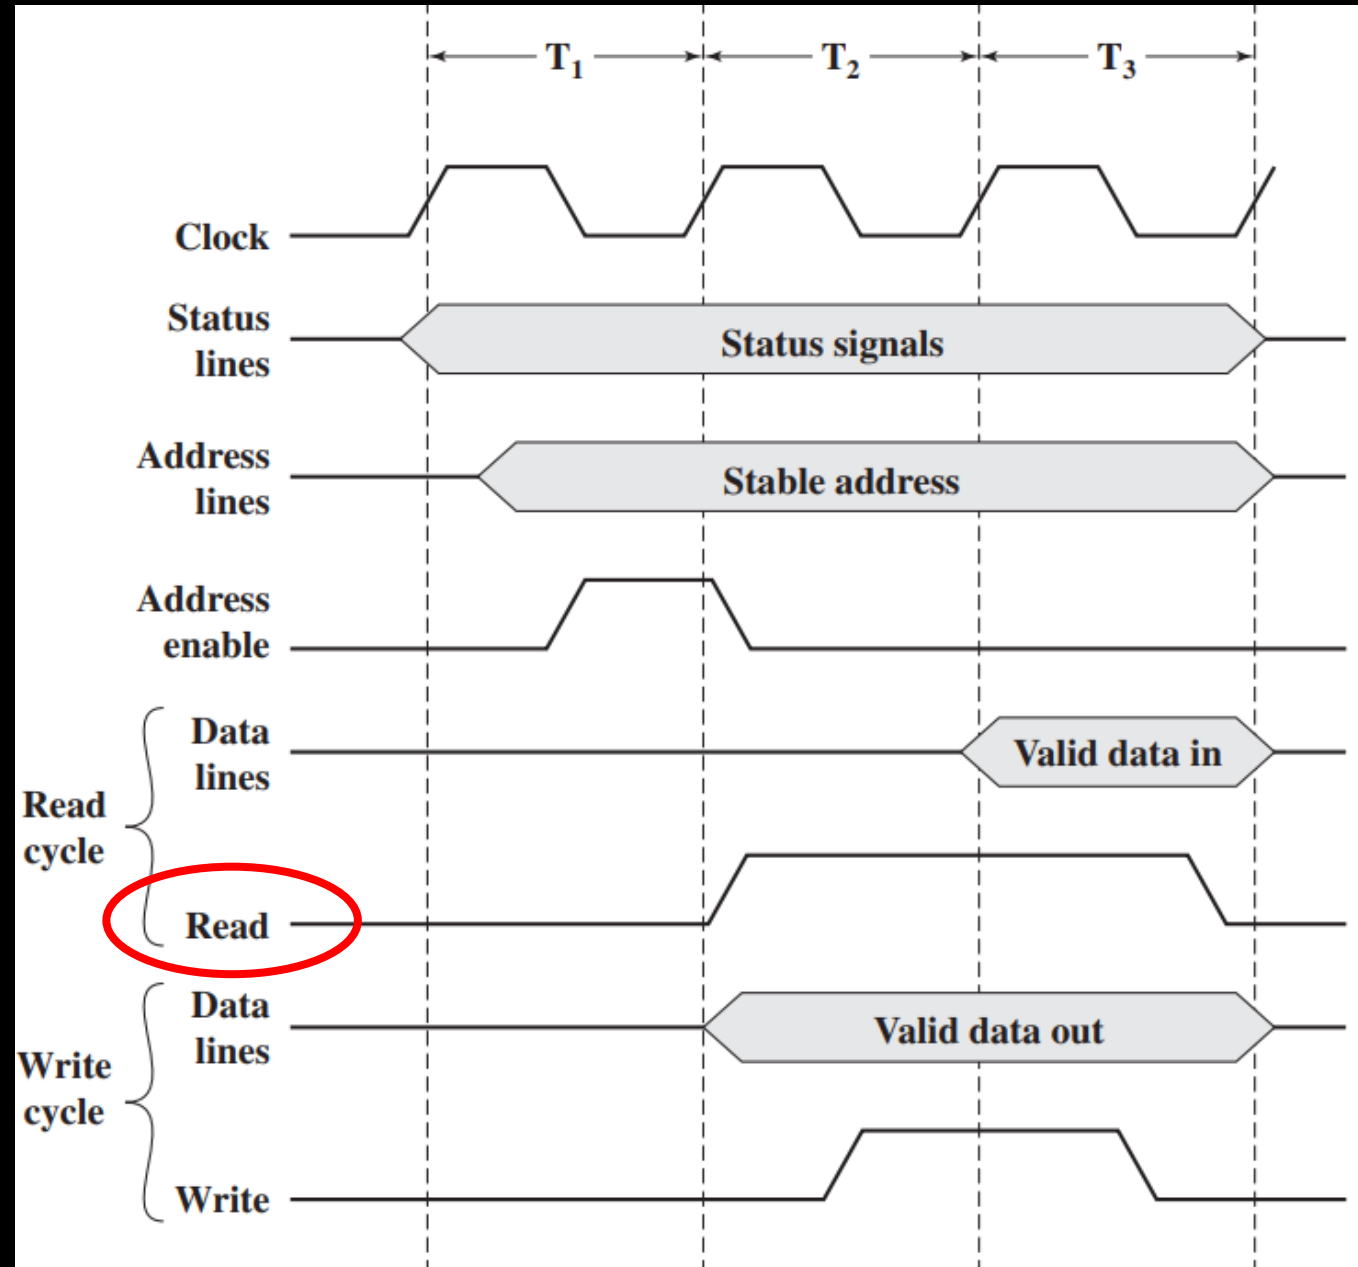 T1
T2
T3
Clock
Status
lines
Status signals
Address
lines
Stable address
Address
enable
Read
cycle
Data
lines
Valid data in
Read
Write
cycle
Data
lines
Valid data out
Write